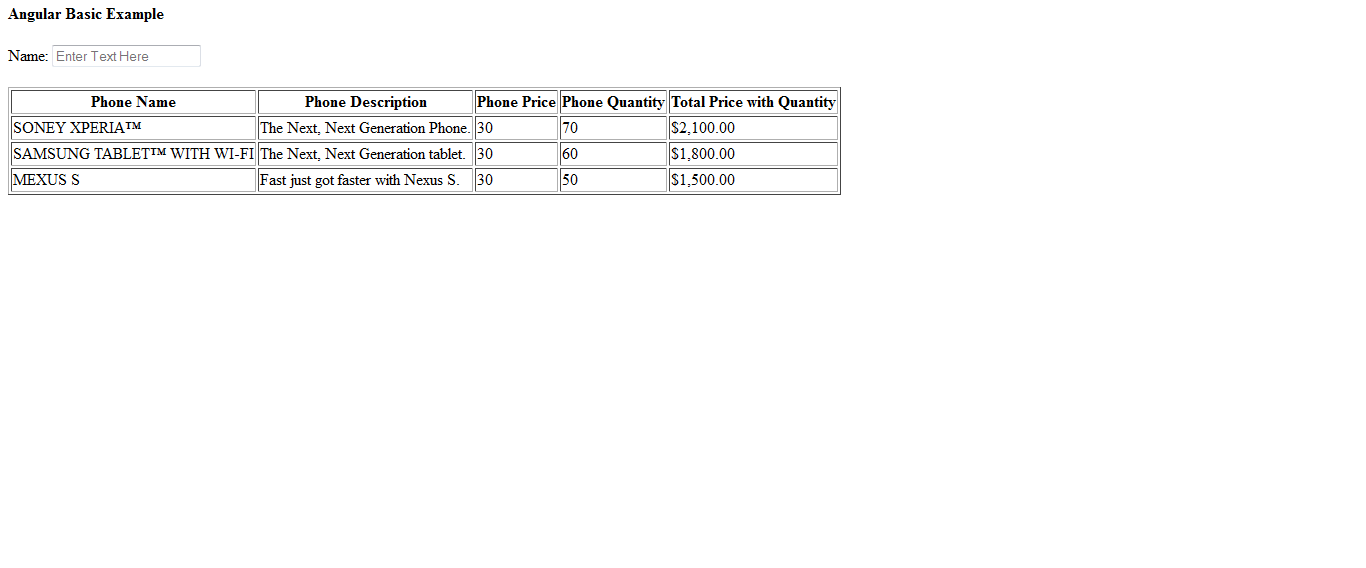 Angular Basic Example
Name: Enter Text Here
Phone Name Phone Description Phone Price Phone Quantity Total Price with Quantity
SONEY XPERIA™ The Next, Next Generation Phone. 30 70 $2,100.00
SAMSUNG TABLET™ WITH WI-FI The Next, Next Generation tablet. 30 60 $1,800.00
MEXUS S Fast just got faster with Nexus S. 30 50 $1,500.00